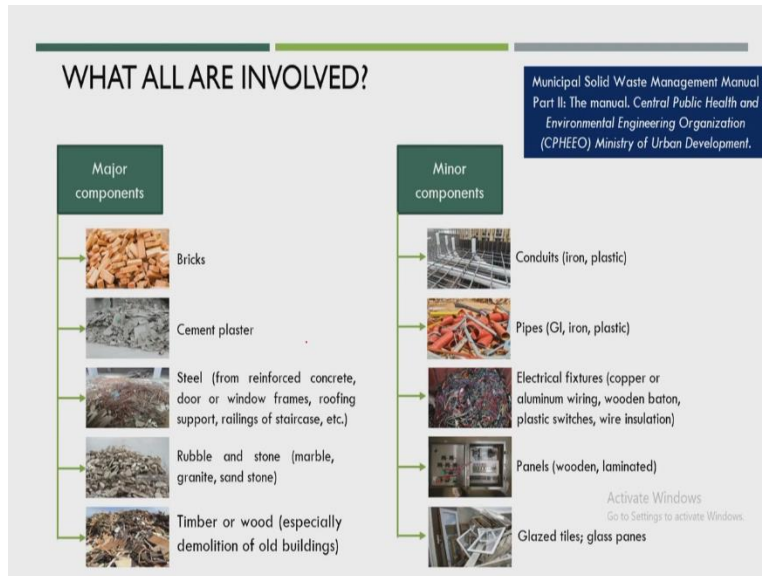 WHAT ALL ARE INVOLVED?
Municipal Solid Waste Management Manual
Part II: The manual. Central Public Health and
Environmental Engineering Organization
(CPHEEO) Ministry of Urban Development.
Major
components
Bricks
Cement plaster
Steel (from reinforced concrete,
door or window frames, roofing
support, railings of staircase, etc.)
Rubble and stone (marble,
granite, sand stone)
Timber or wood (especially
demolition of old buildings)
Minor
components
Conduits (iron, plastic)
Pipes (GI, iron, plastic)
Electrical fixtures (copper or
aluminum wiring, wooden baton,
plastic switches, wire insulation)
Panels (wooden, laminated)
Glazed tiles; glass panes
Activate Windows
Go to Settings to activate Windows.